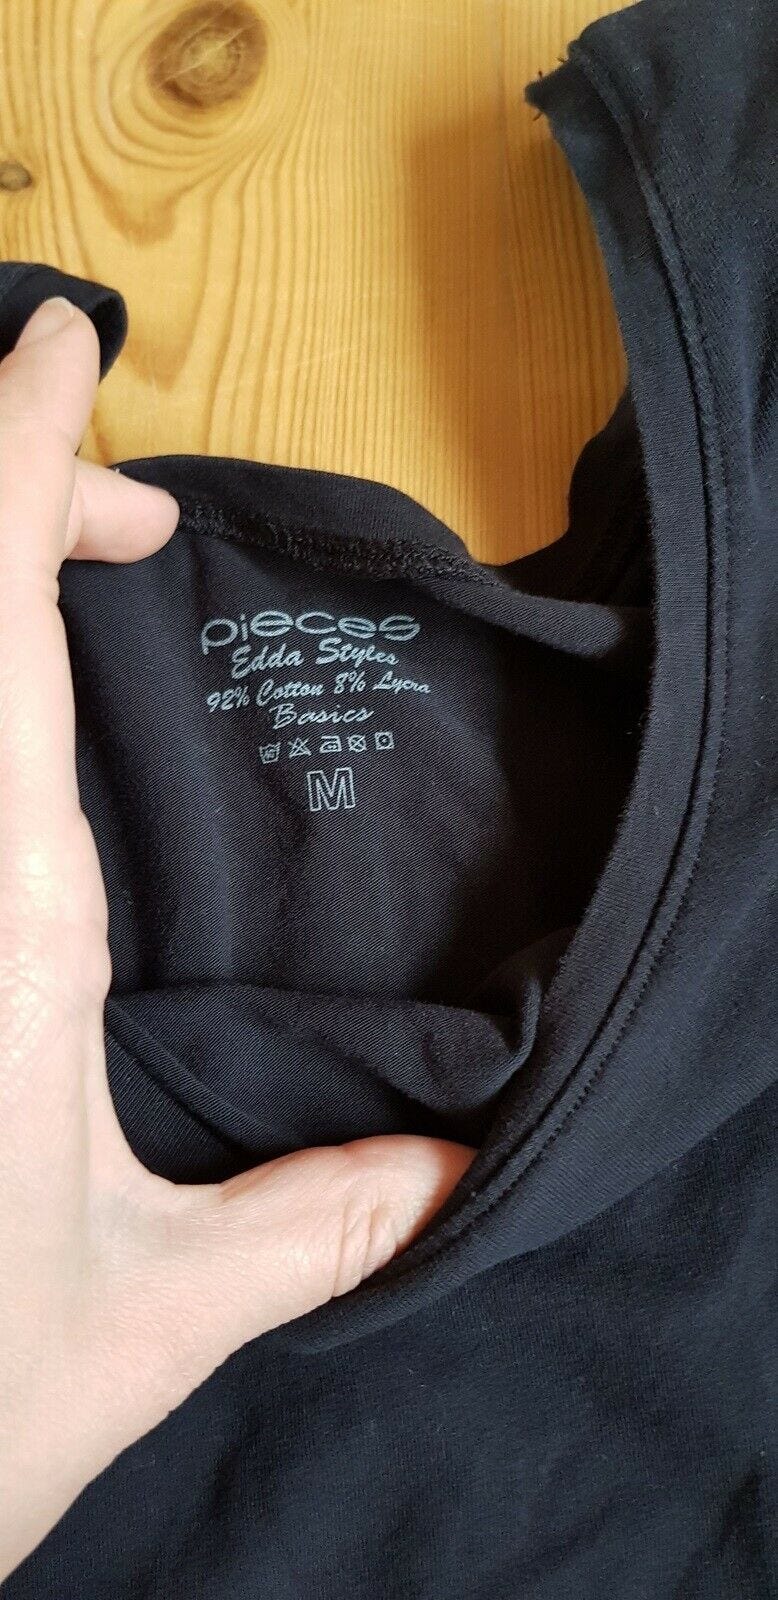 pieces
Edda Styles
92% Cotton 8% Lycra
Basics
M